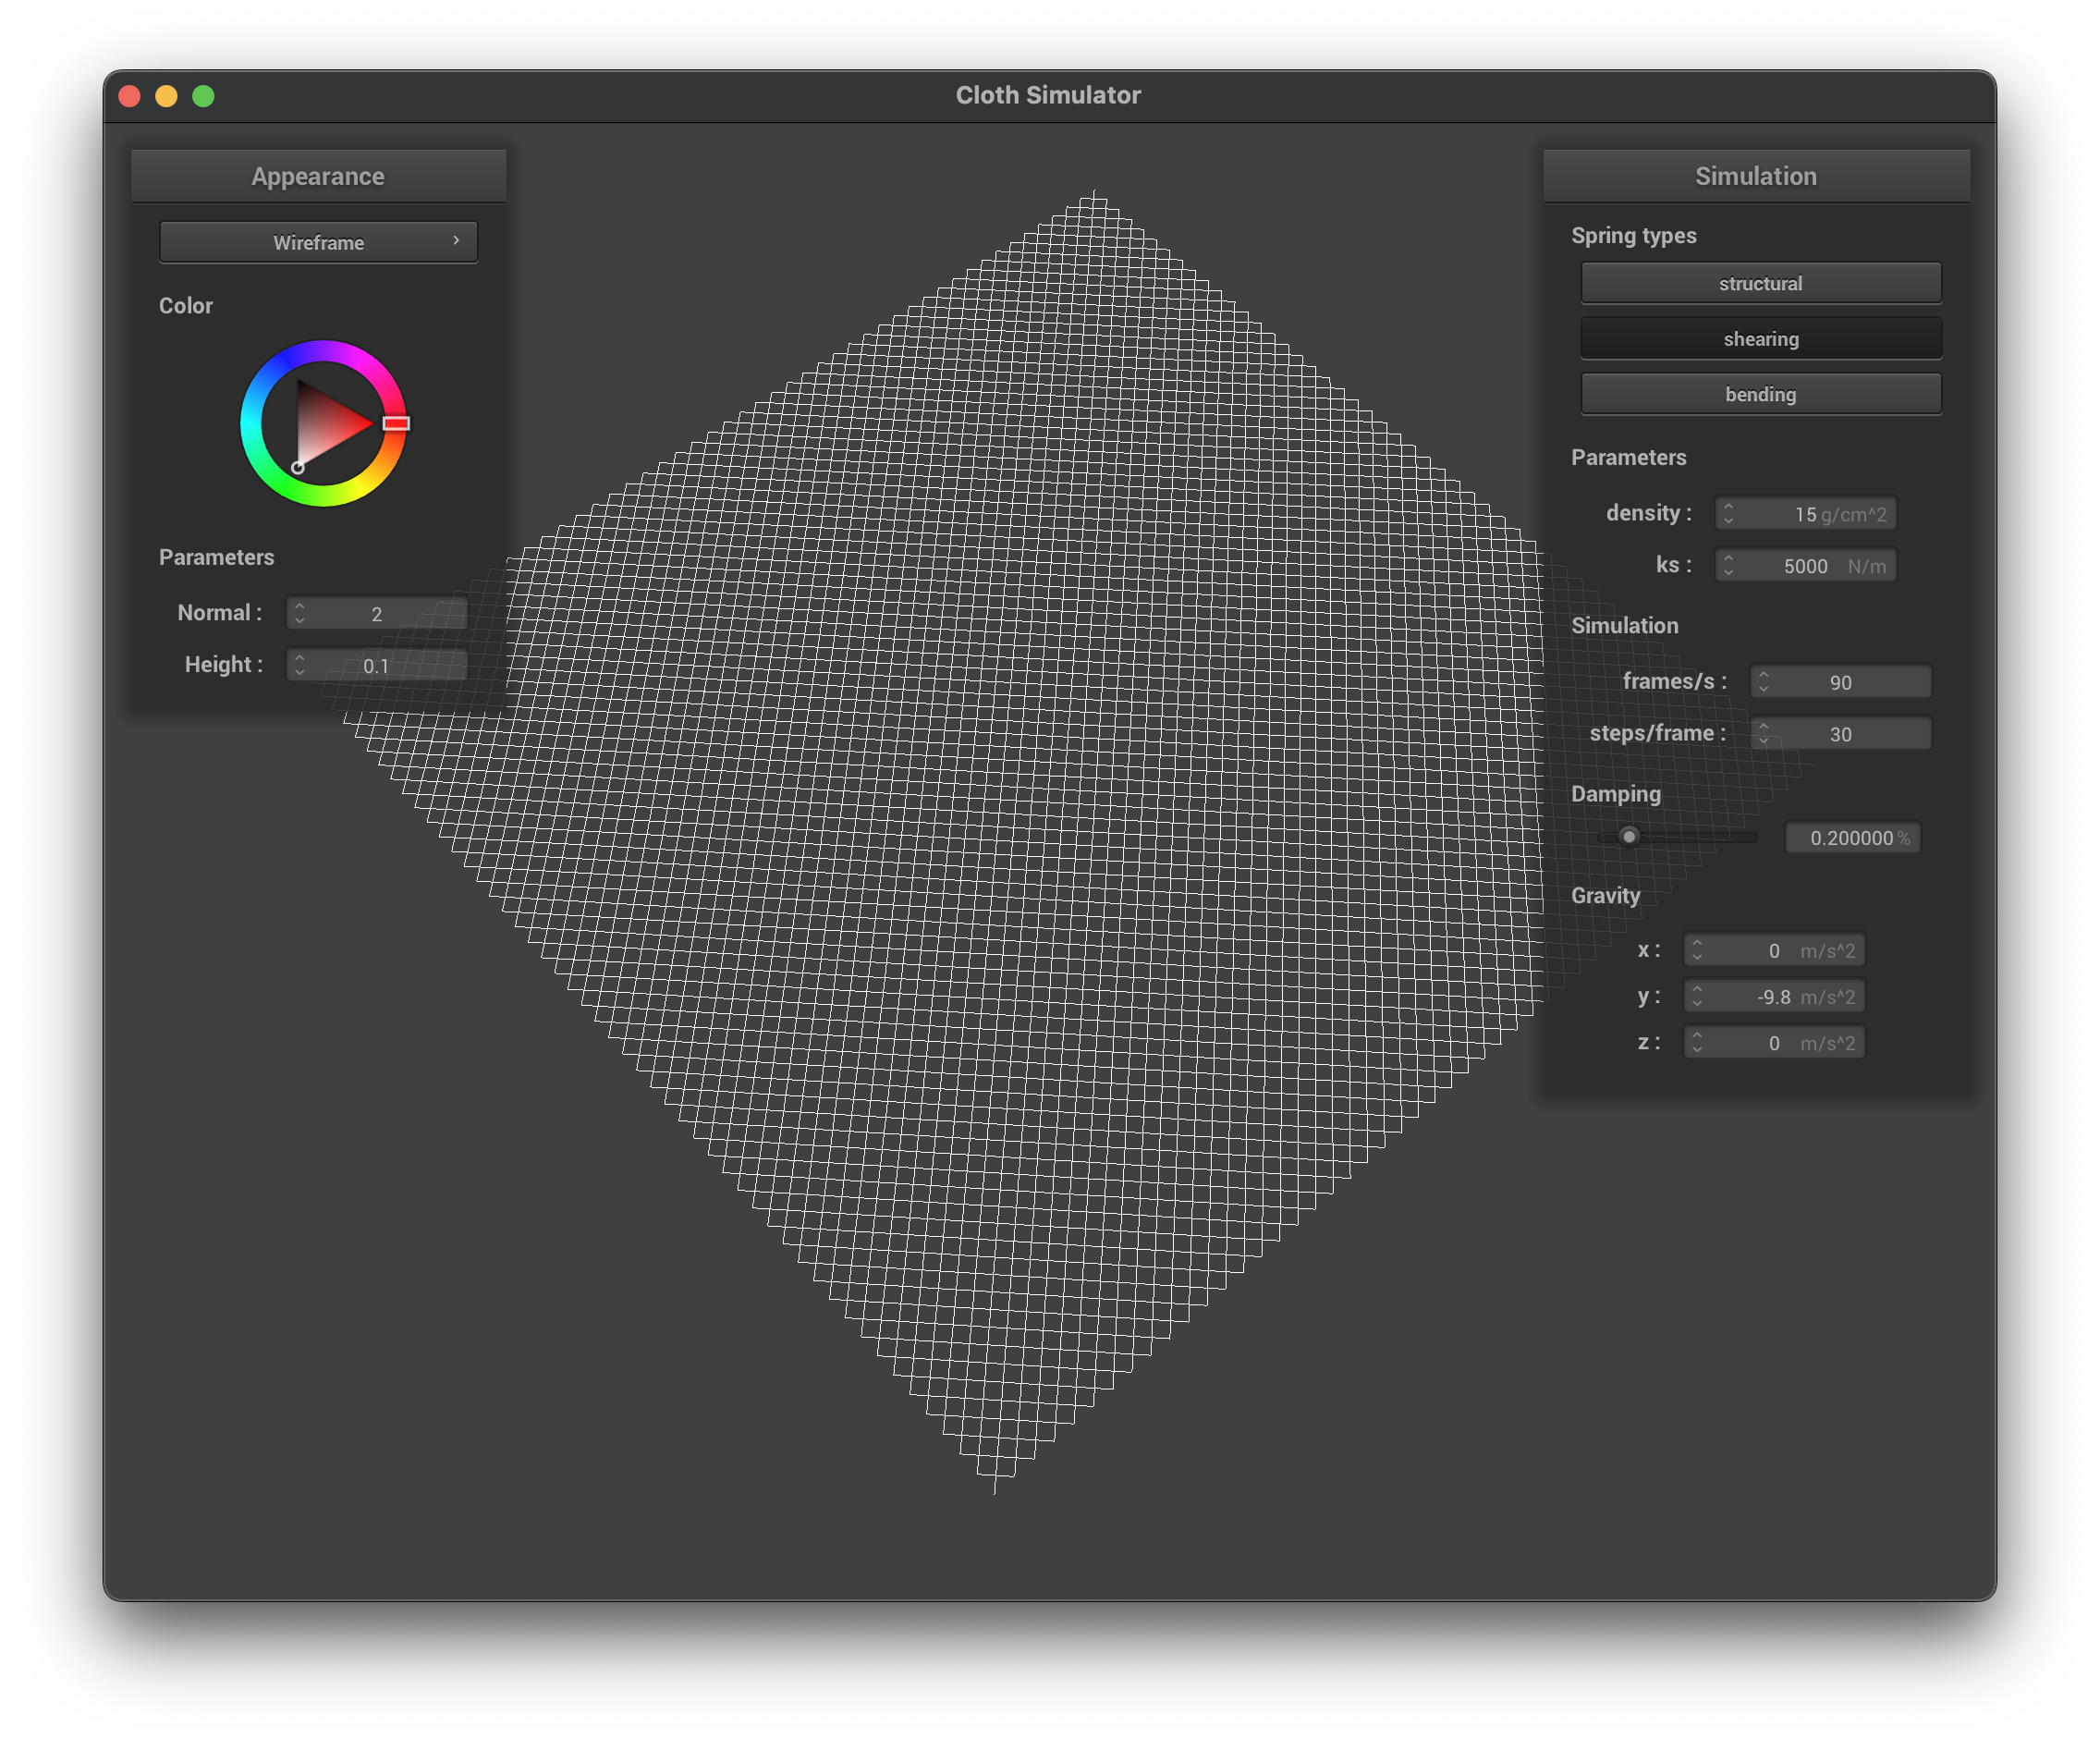 Cloth Simulator
Appearance
Wireframe
Color
Parameters
Normal : 2
Height : 0.1
Simulation
Spring types
structural
shearing
bending
Parameters
density : 15 g/cm^2
ks : 5000 N/m
Simulation
frames/s : 90
steps/frame : 30
Damping
0.200000 %
Gravity
x : 0 m/s^2
y : -9.8 m/s^2
z : 0 m/s^2